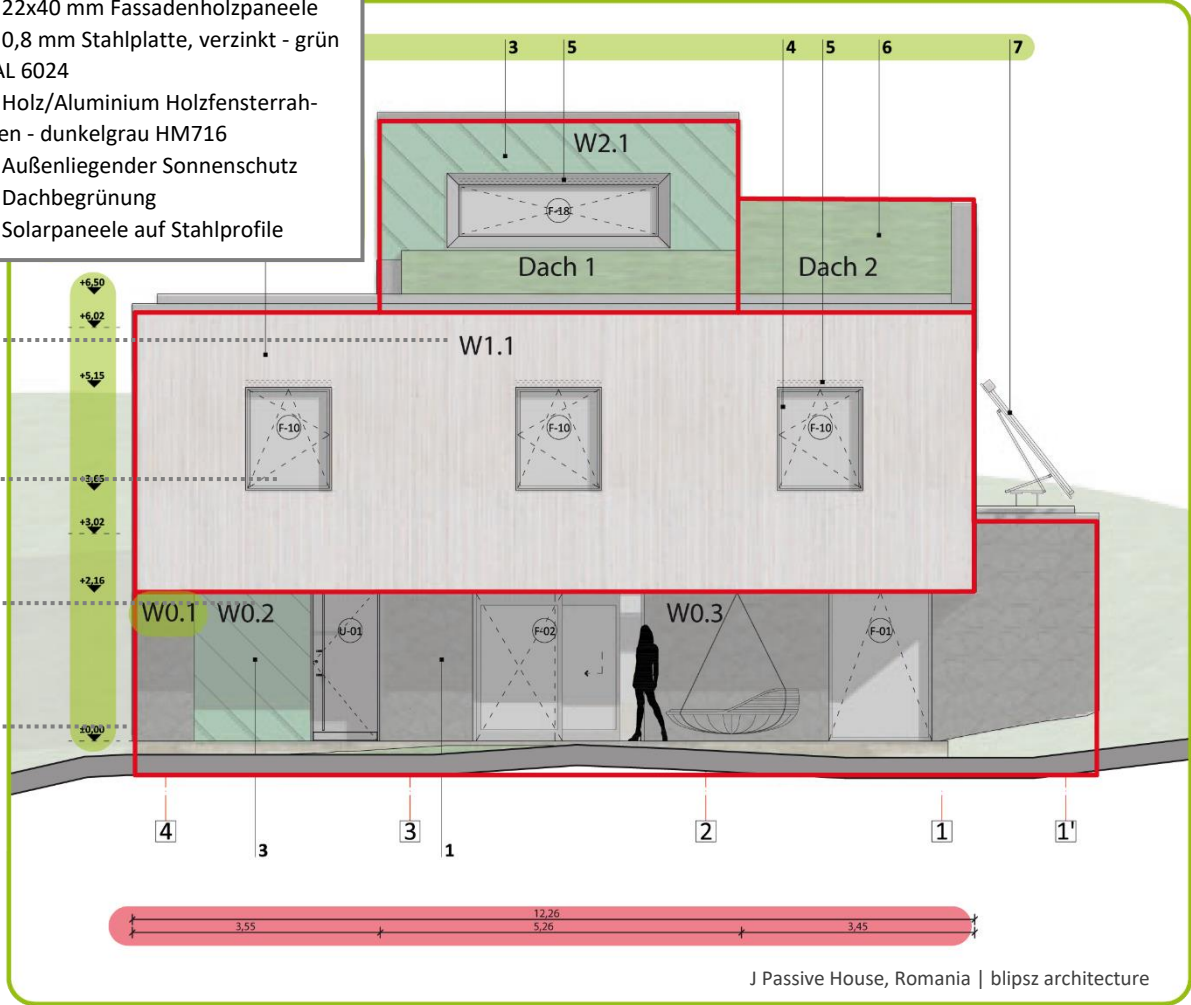 22x40 mm Fassadenholzpaneele
0,8 mm Stahlplatte, verzinkt - grün
AL 6024
Holz/Aluminium Holzfensterrah-
en - dunkelgrau HM716
Außenliegender Sonnenschutz
Dachbegrünung
Solarpaneele auf Stahlprofile
3 5 4 5 6 7
W2.1
F-18
Dach 1 Dach 2
+6,50
+6,02
W1.1
+5,15
F-10 F-10 F-10
+3,65
+3,02
+2,16
W0.1 W0.2 W0.3
U-01 F-02 F-01
±0,00
4 3 2 1 1'
3 1
12,26
3,55 5,26 3,45
J Passive House, Romania | blipsz architecture